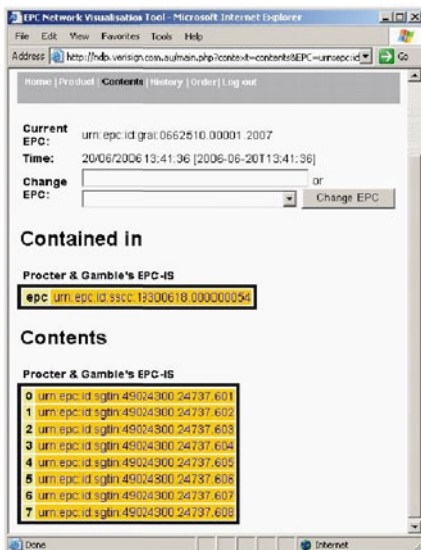 EPC Network Visualisation Tool - Microsoft Internet Explorer
File Edit View Favorites Tools Help
Address http://ndp.verisign.com.au/main.php?context=contents&EPC=urn:epc:id Go
Home | Product | Contents | History | Order | Log out
Current EPC: urn:epc:id:grai:0662510.00001.2007
Time: 20/06/2006 13:41:36 [2006-06-20T13:41:36]
Change EPC: or
Change EPC
Contained in
Procter & Gamble's EPC-IS
epc urn:epc:id:sscc:19300618.000000054
Contents
Procter & Gamble's EPC-IS
0 urn:epc:id:sgtin:49024300.24737.601
1 urn:epc:id:sgtin:49024300.24737.602
2 urn:epc:id:sgtin:49024300.24737.603
3 urn:epc:id:sgtin:49024300.24737.604
4 urn:epc:id:sgtin:49024300.24737.605
5 urn:epc:id:sgtin:49024300.24737.606
6 urn:epc:id:sgtin:49024300.24737.607
7 urn:epc:id:sgtin:49024300.24737.608
Done Internet